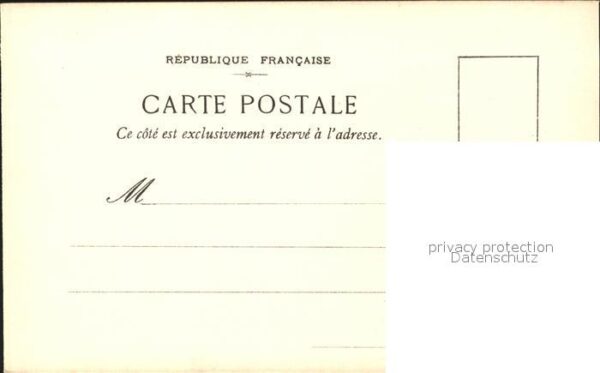 RÉPUBLIQUE FRANÇAISE
CARTE POSTALE
Ce côté est exclusivement réservé à l'adresse.
M
privacy protection
Datenschutz